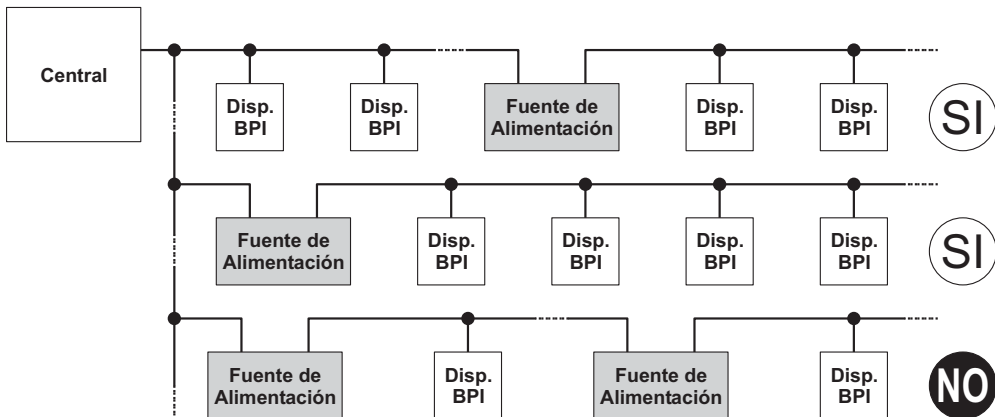 Central
Disp.
BPI
Disp.
BPI
Fuente de
Alimentación
Disp.
BPI
Disp.
BPI
SI
Fuente de
Alimentación
Disp.
BPI
Disp.
BPI
Disp.
BPI
Disp.
BPI
SI
Fuente de
Alimentación
Disp.
BPI
Fuente de
Alimentación
Disp.
BPI
NO